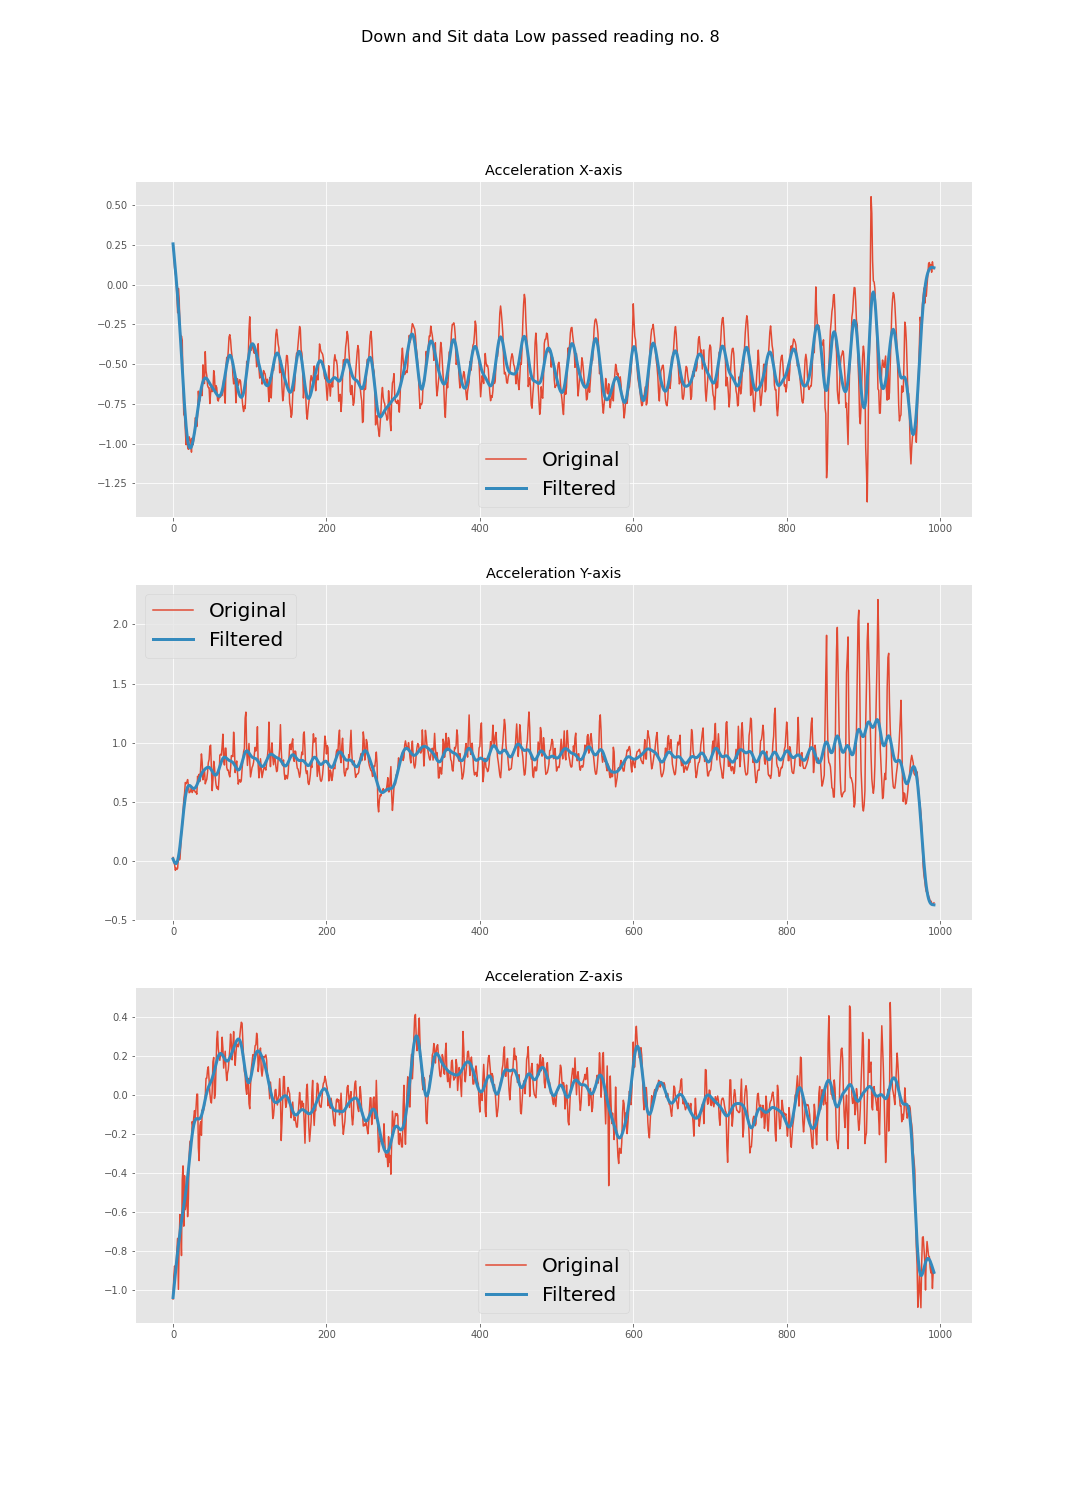 Down and Sit data Low passed reading no. 8
Acceleration X-axis
0.50
0.25
0.00
−0.25
−0.50
−0.75
−1.00
−1.25
Original
Filtered
0 200 400 600 800 1000
Acceleration Y-axis
Original
Filtered
2.0
1.5
1.0
0.5
0.0
−0.5
0 200 400 600 800 1000
Acceleration Z-axis
0.4
0.2
0.0
−0.2
−0.4
−0.6
−0.8
−1.0
Original
Filtered
0 200 400 600 800 1000